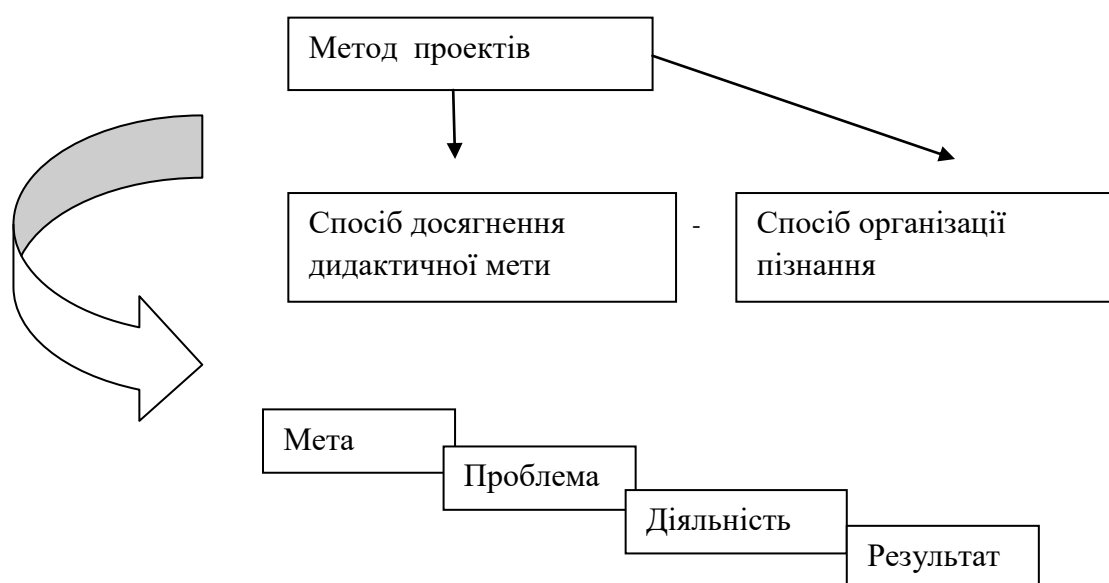 Метод  проектів
Спосіб досягнення
дидактичної мети
-
Спосіб організації
пізнання
Мета
Проблема
Діяльність
Результат